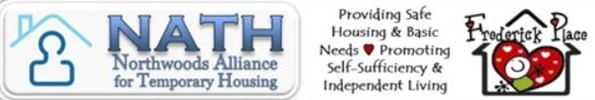 NATH
Northwoods Alliance
for Temporary Housing
Providing Safe
Housing & Basic
Needs ♥ Promoting
Self-Sufficiency &
Independent Living
Frederick Place